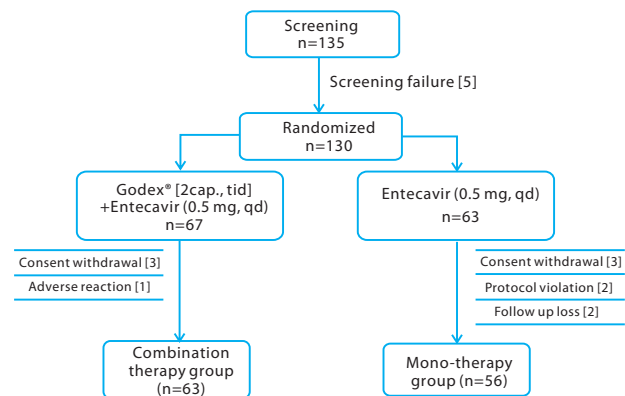 Screening
n=135
Screening failure [5]
Randomized
n=130
Godex® [2cap., tid]
+Entecavir (0.5 mg, qd)
n=67
Entecavir (0.5 mg, qd)
n=63
Consent withdrawal [3]
Adverse reaction [1]
Consent withdrawal [3]
Protocol violation [2]
Follow up loss [2]
Combination
therapy group
(n=63)
Mono-therapy
group (n=56)